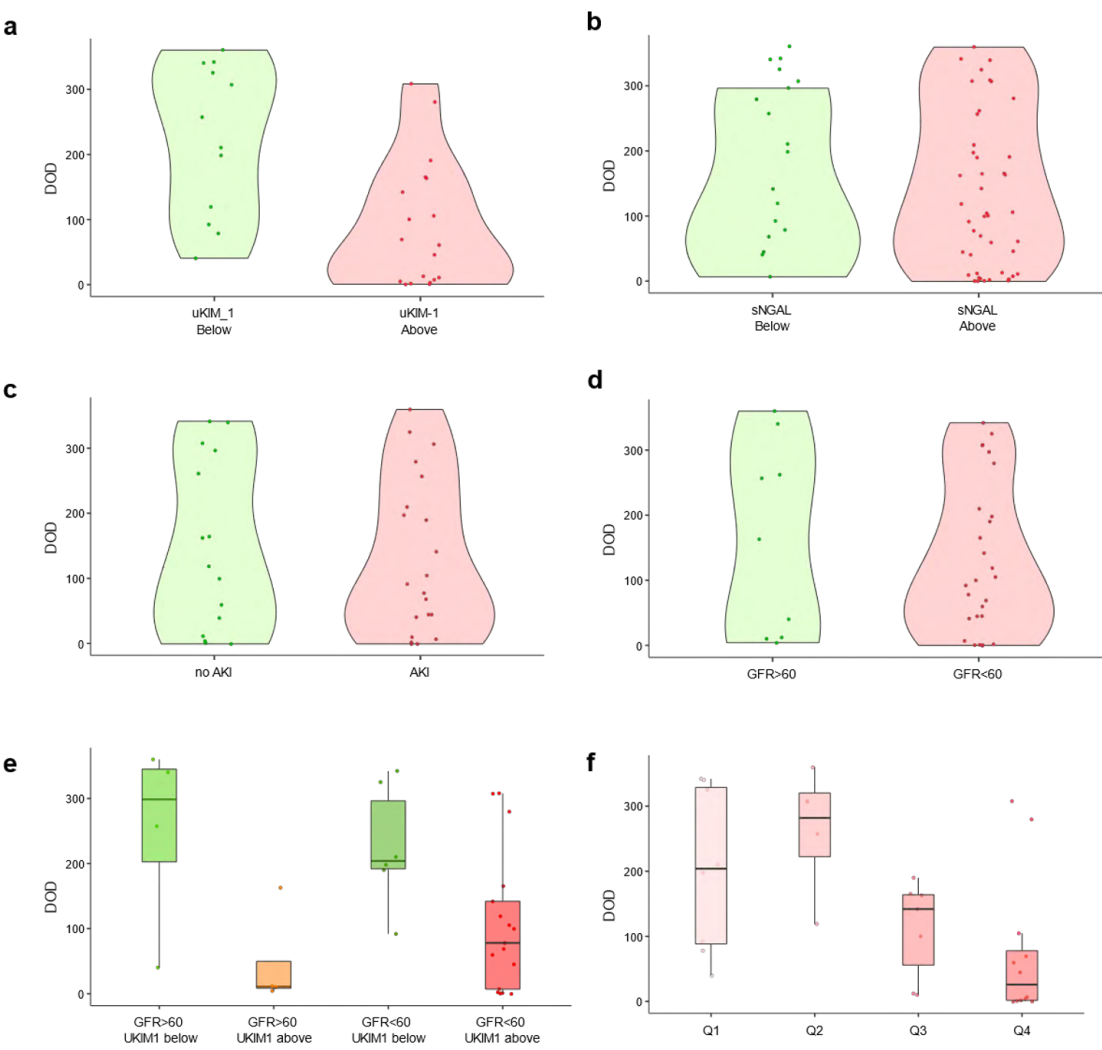 a
DOD
300
200
100
0
uKIM_1
Below
uKIM-1
Above
b
DOD
300
200
100
0
sNGAL
Below
sNGAL
Above
c
DOD
300
200
100
0
no AKI
AKI
d
DOD
300
200
100
0
GFR>60
GFR<60
e
DOD
300
200
100
0
GFR>60
UKIM1 below
GFR>60
UKIM1 above
GFR<60
UKIM1 below
GFR<60
UKIM1 above
f
DOD
300
200
100
0
Q1
Q2
Q3
Q4